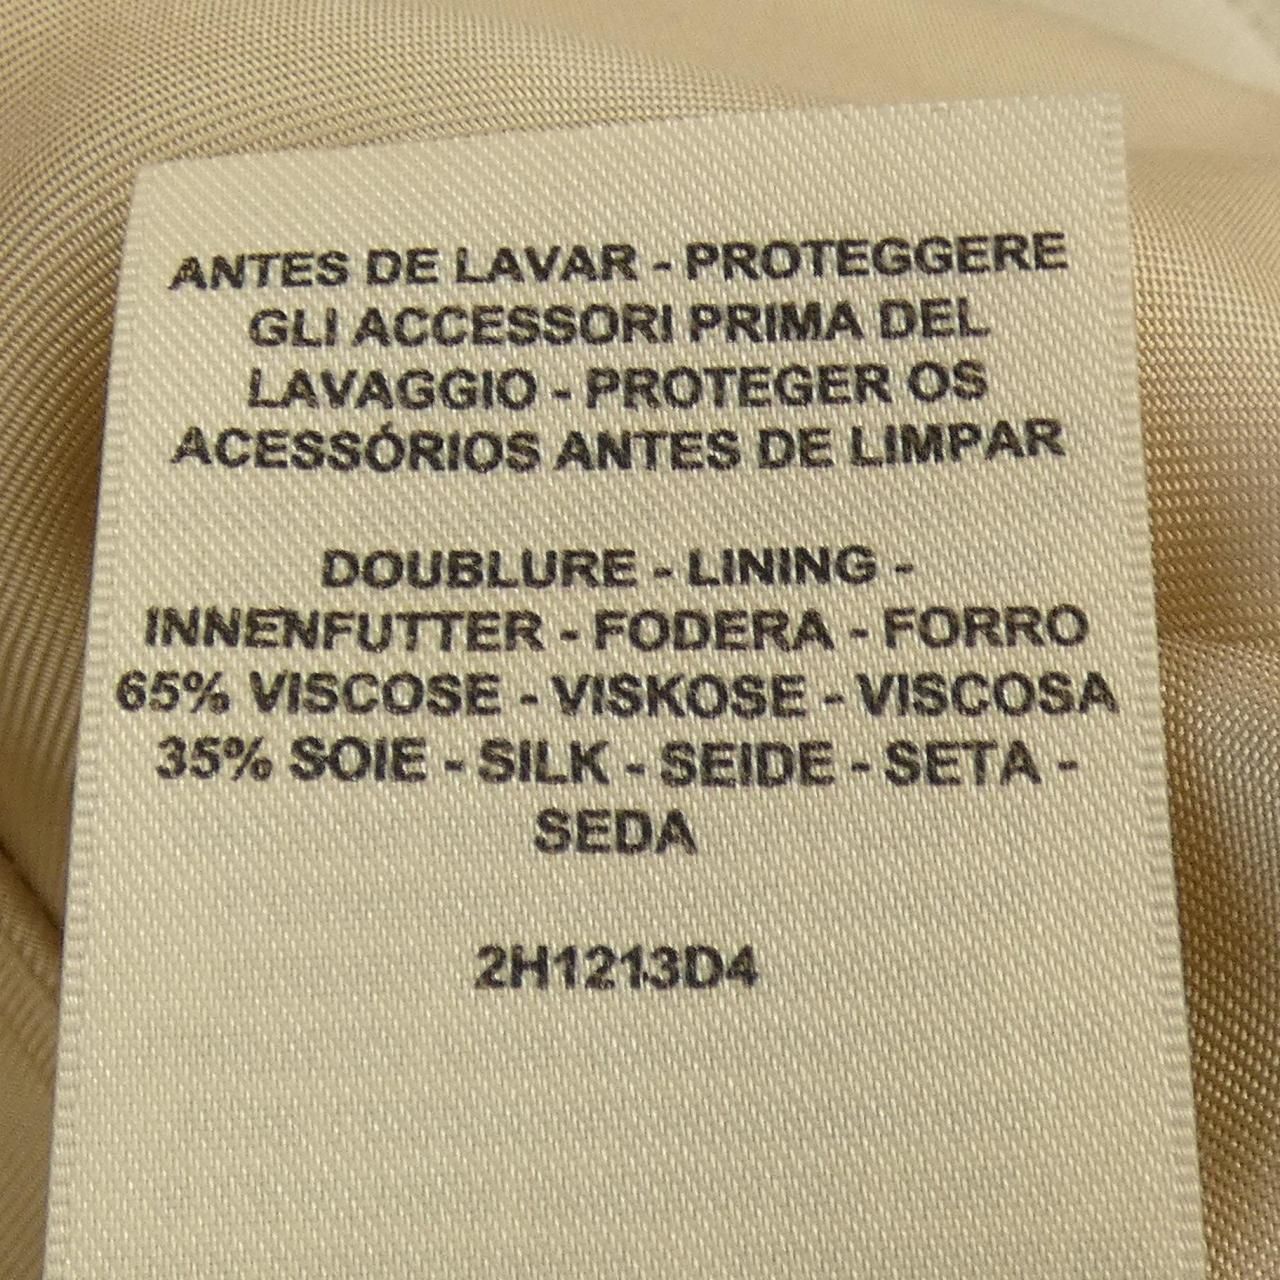 ANTES DE LAVAR - PROTEGGERE
GLI ACCESSORI PRIMA DEL
LAVAGGIO - PROTEGER OS
ACESSÓRIOS ANTES DE LIMPAR
DOUBLURE - LINING -
INNENFUTTER - FODERA - FORRO
65% VISCOSE - VISKOSE - VISCOSA
35% SOIE - SILK - SEIDE - SETA -
SEDA
2H1213D4